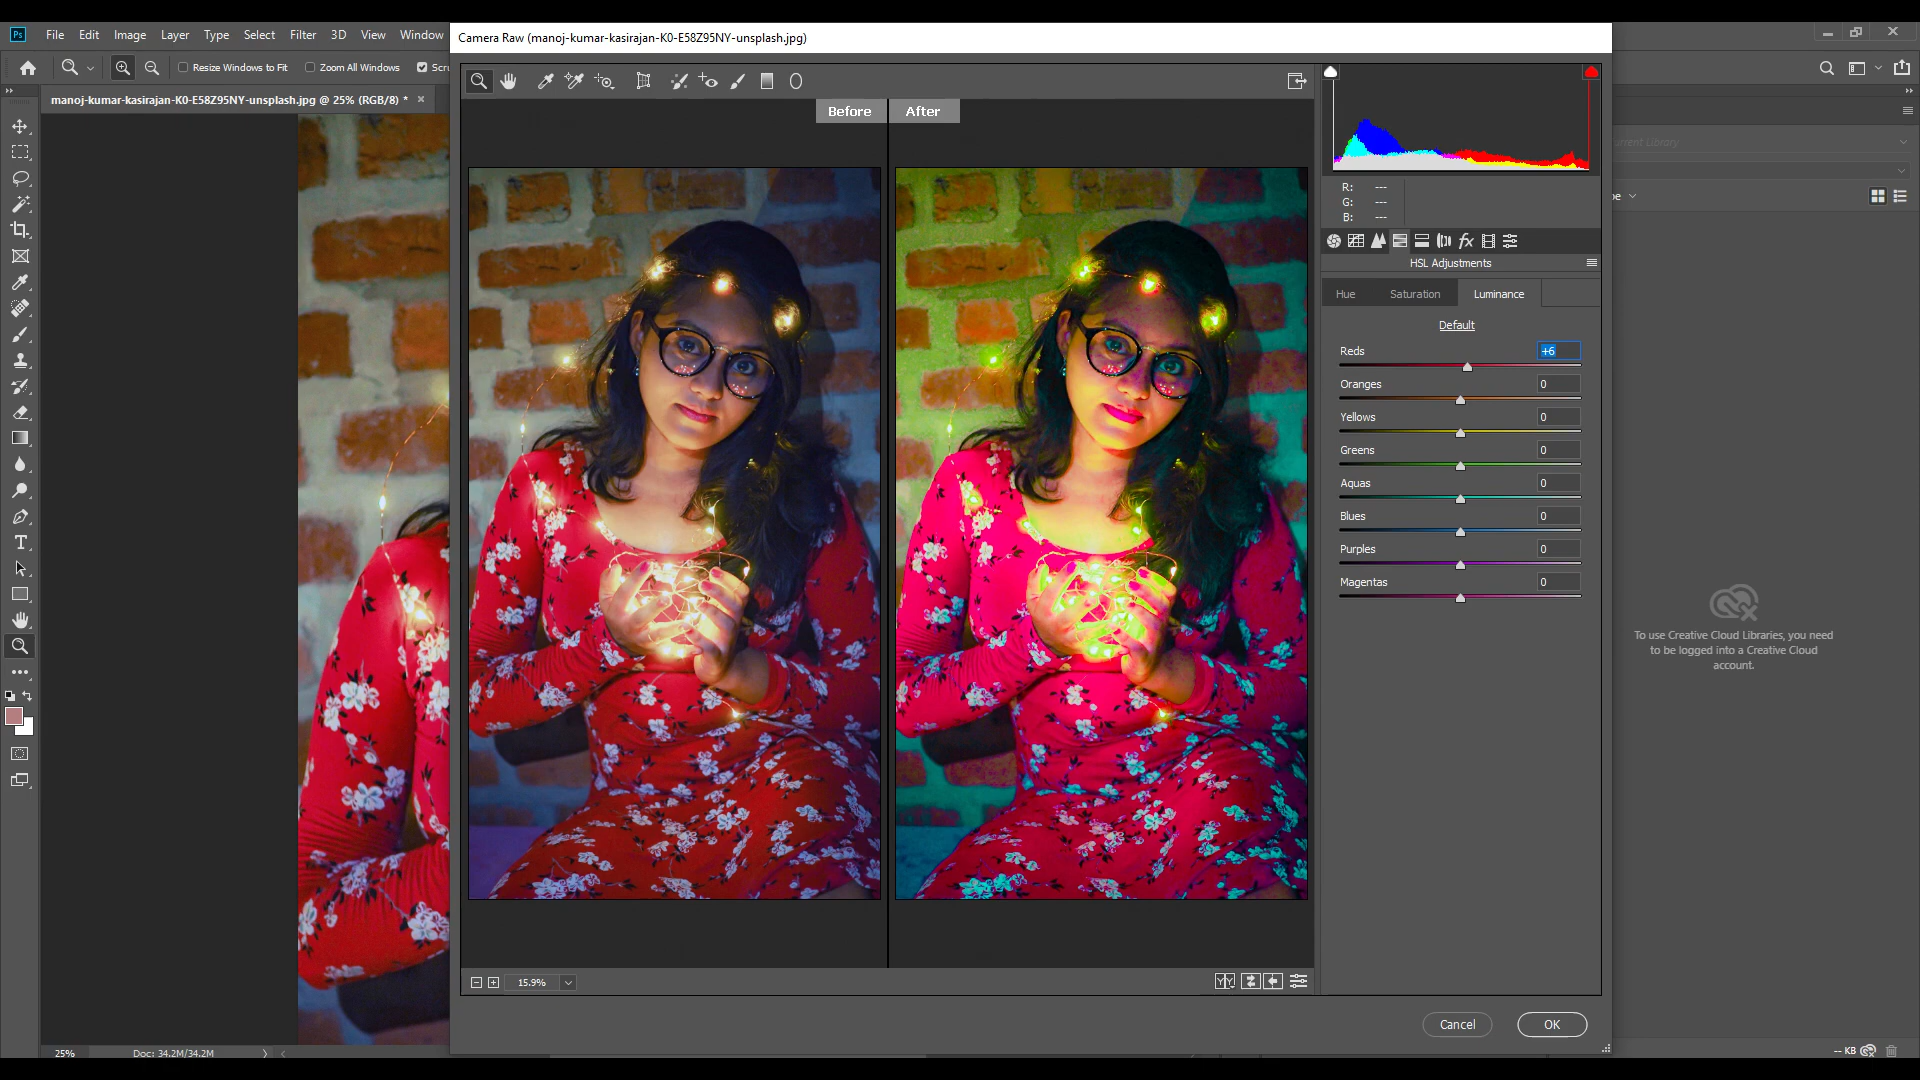 Ps File Edit Image Layer Type Select Filter 3D View Window
Camera Raw (manoj-kumar-kasirajan-K0-E58Z95NY-unsplash.jpg)
Resize Windows to Fit Zoom All Windows
manoj-kumar-kasirajan-K0-E58Z95NY-unsplash.jpg @ 25% (RGB/8) *
Before After
R: ---
G: ---
B: ---
HSL Adjustments
Hue Saturation Luminance
Default
Reds +6
Oranges 0
Yellows 0
Greens 0
Aquas 0
Blues 0
Purples 0
Magentas 0
To use Creative Cloud Libraries, you need
to be logged into a Creative Cloud
account.
15.9%
Cancel OK
25% Doc: 34.2M/34.2M
-- KB